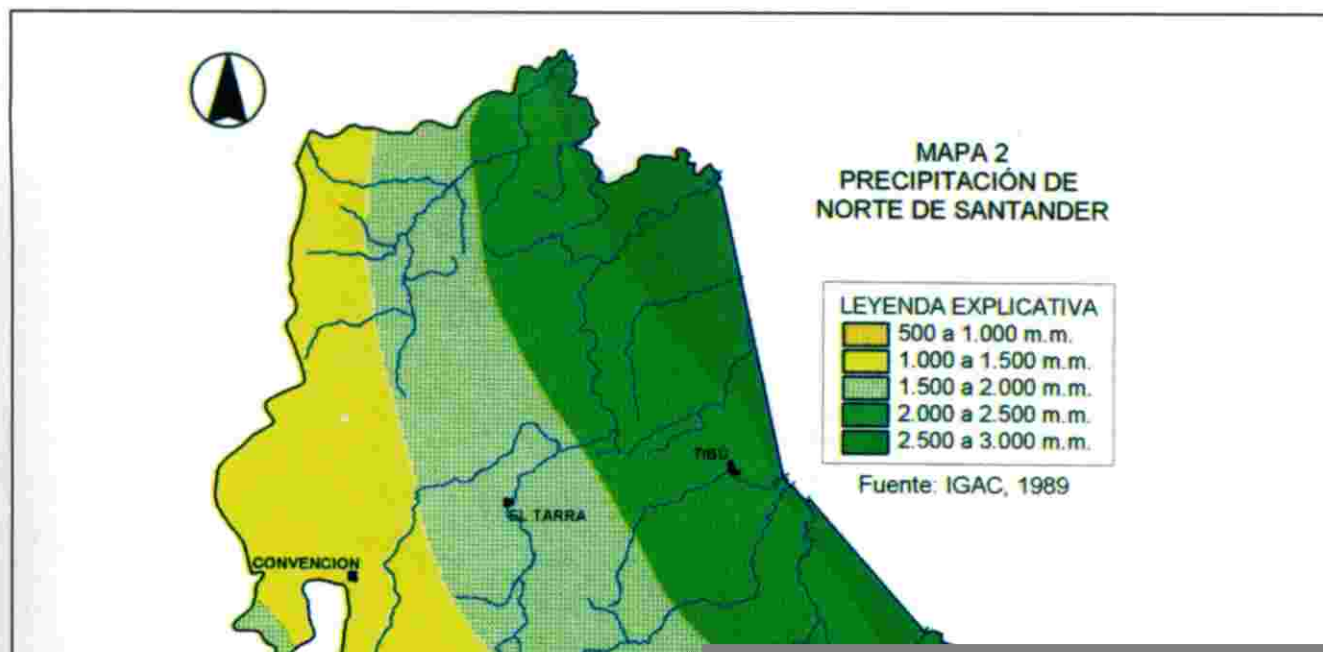 MAPA 2
PRECIPITACIÓN DE
NORTE DE SANTANDER
LEYENDA EXPLICATIVA
500 a 1.000 m.m.
1.000 a 1.500 m.m.
1.500 a 2.000 m.m.
2.000 a 2.500 m.m.
2.500 a 3.000 m.m.
Fuente: IGAC, 1989
TIBÚ
EL TARRA
CONVENCION